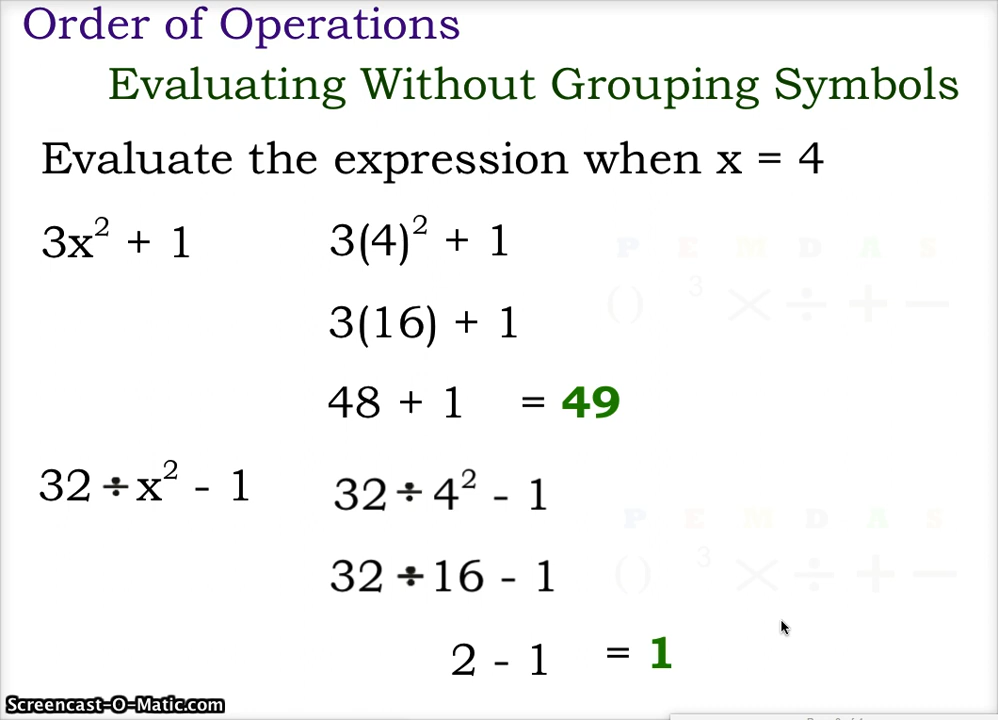 Order of Operations
Evaluating Without Grouping Symbols
Evaluate the expression when x = 4
3x² + 1
3(4)² + 1
P E M D A S
3(16) + 1
( ) ³ × ÷ + −
48 + 1 = 49
32 ÷ x² - 1
32 ÷ 4² - 1
P E M D A S
32 ÷ 16 - 1
( ) ³ × ÷ + −
2 - 1 = 1
Screencast-O-Matic.com